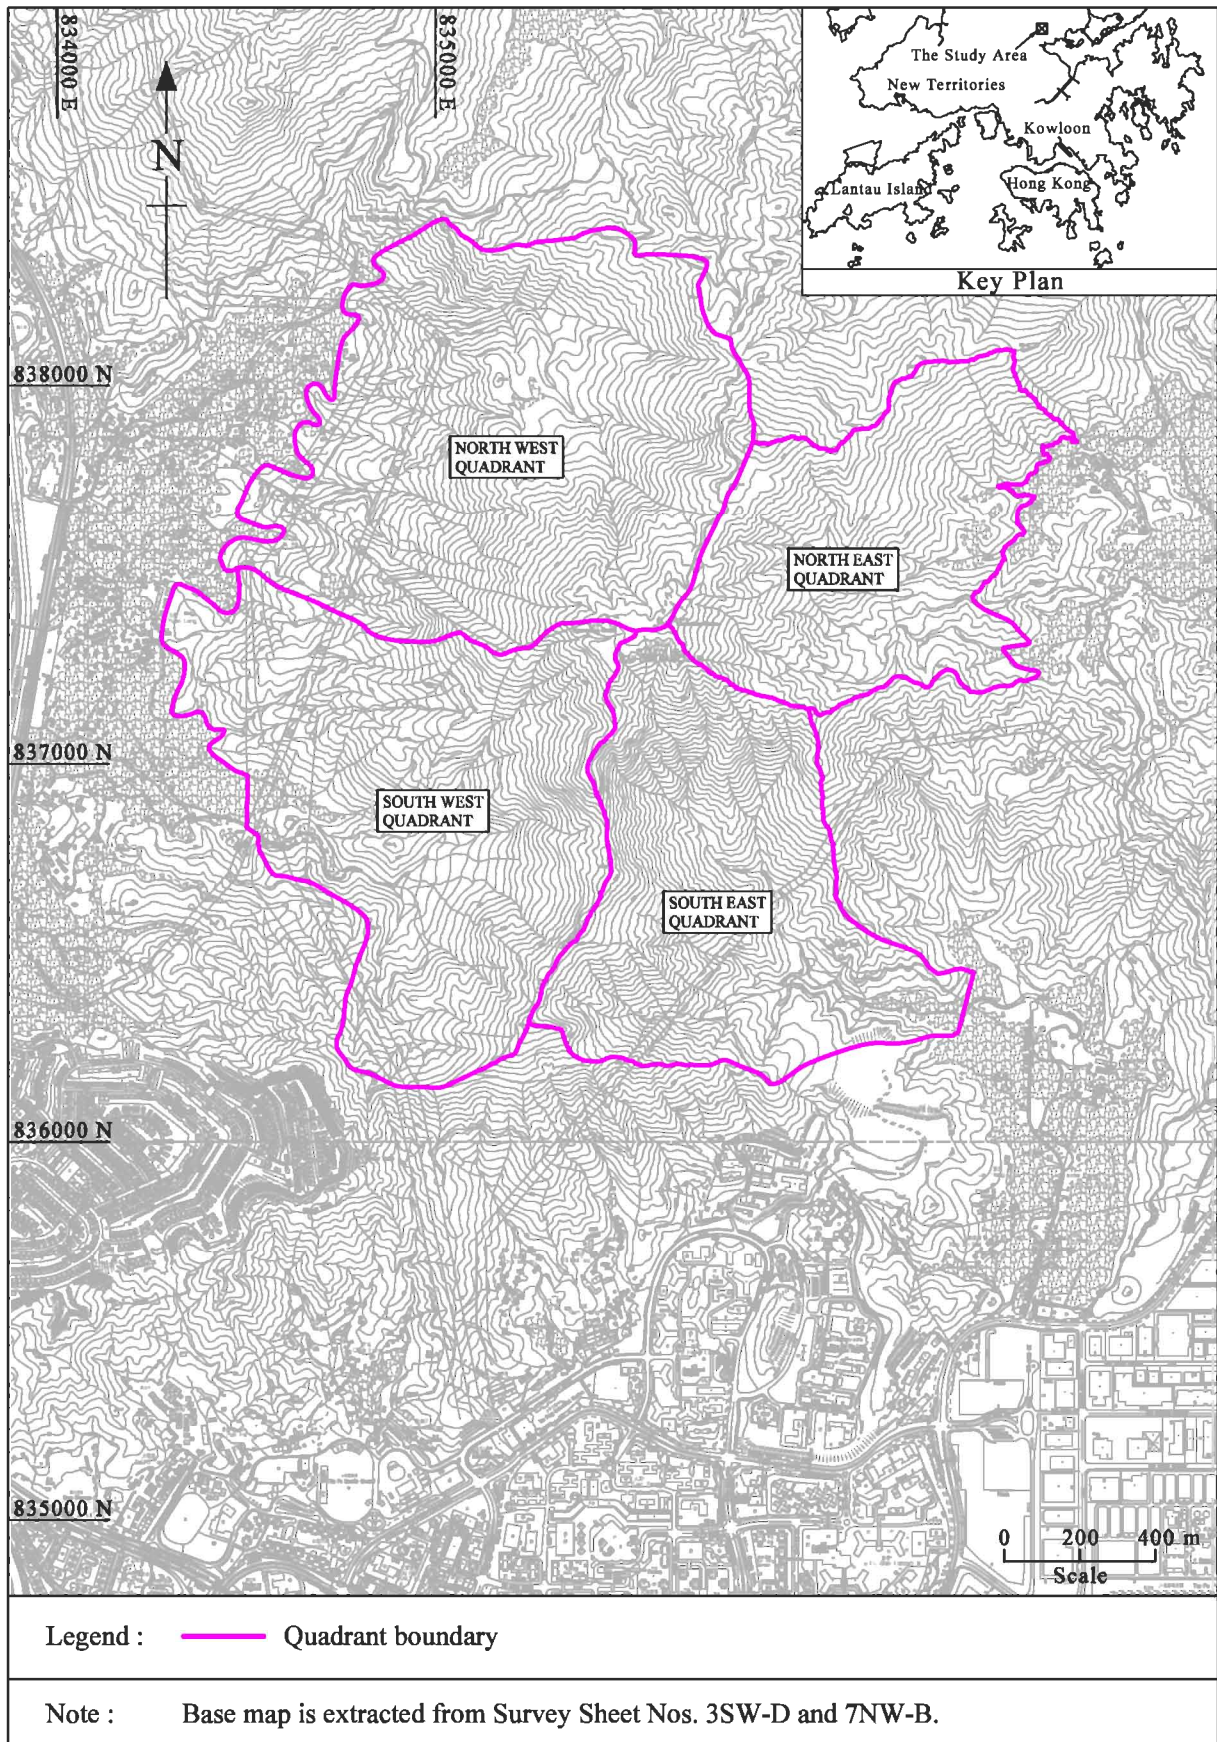 834000 E
835000 E
N
The Study Area
New Territories
Kowloon
Lantau Island
Hong Kong
Key Plan
838000 N
NORTH WEST
QUADRANT
NORTH EAST
QUADRANT
837000 N
SOUTH WEST
QUADRANT
SOUTH EAST
QUADRANT
836000 N
835000 N
0 200 400 m
Scale
Legend : Quadrant boundary
Note : Base map is extracted from Survey Sheet Nos. 3SW-D and 7NW-B.